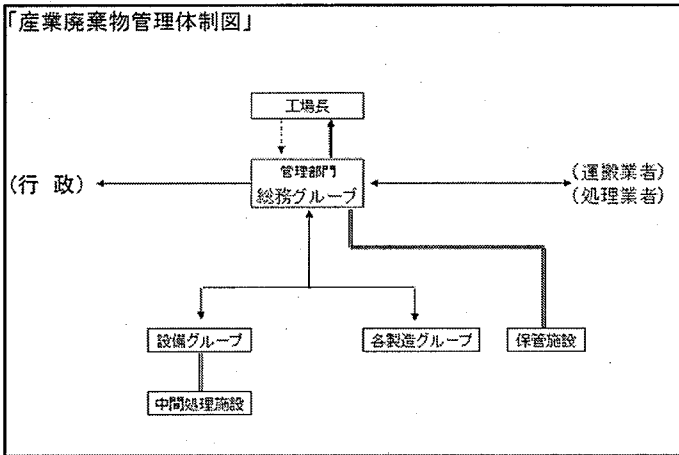 「産業廃棄物管理体制図」
工場長
管理部門
総務グループ
(行 政)
(運搬業者)
(処理業者)
設備グループ
各製造グループ
保管施設
中間処理施設